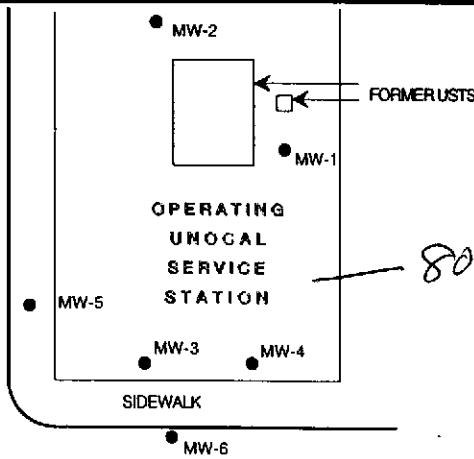 MW-2
FORMER USTS
MW-1
OPERATING
UNOCAL
SERVICE
STATION
80
MW-5
MW-3
MW-4
SIDEWALK
MW-6